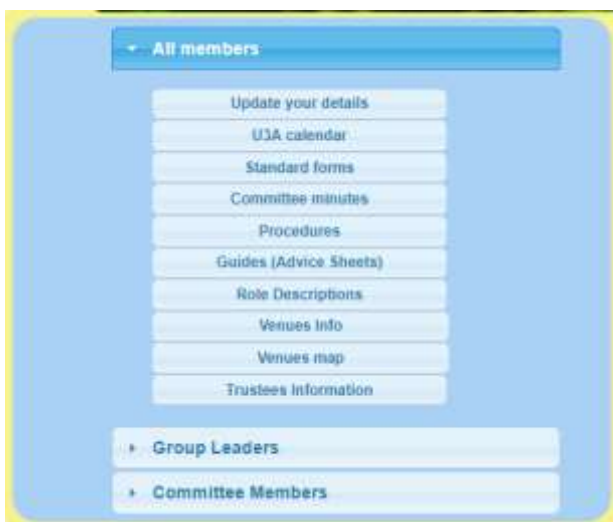 All members
Update your details
U3A calendar
Standard forms
Committee minutes
Procedures
Guides (Advice Sheets)
Role Descriptions
Venues Info
Venues map
Trustees Information
Group Leaders
Committee Members